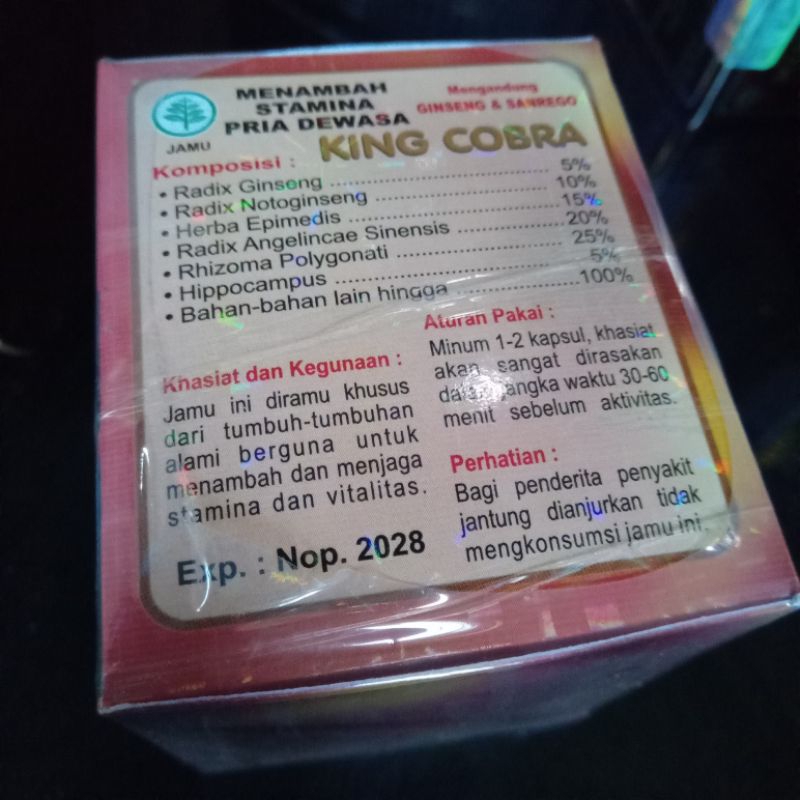 MENAMBAH
STAMINA
PRIA DEWASA
Mengandung
GINSENG & SANREGO
JAMU
KING COBRA
Komposisi :
• Radix Ginseng ........ 5%
• Radix Notoginseng ........ 10%
• Herba Epimedis ........ 15%
• Radix Angelincae Sinensis ........ 20%
• Rhizoma Polygonati ........ 25%
• Hippocampus ........ 5%
• Bahan-bahan lain hingga ........ 100%
Khasiat dan Kegunaan :
Jamu ini diramu khusus
dari tumbuh-tumbuhan
alami berguna untuk
menambah dan menjaga
stamina dan vitalitas.
Exp. : Nop. 2028
Aturan Pakai :
Minum 1-2 kapsul, khasiat
akan sangat dirasakan
dalam jangka waktu 30-60
menit sebelum aktivitas.
Perhatian :
Bagi penderita penyakit
jantung dianjurkan tidak
mengkonsumsi jamu ini.